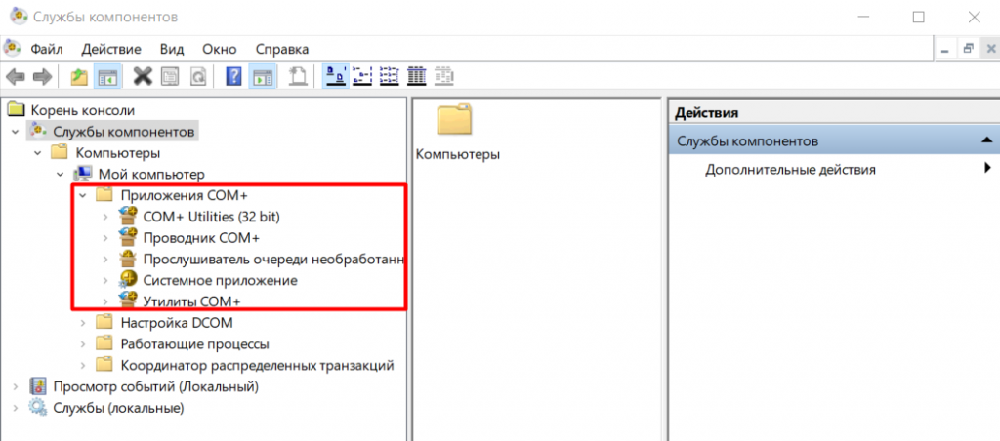 Службы компонентов
Файл Действие Вид Окно Справка
Корень консоли
Службы компонентов
Компьютеры
Мой компьютер
Приложения COM+
COM+ Utilities (32 bit)
Проводник COM+
Прослушиватель очереди необработанн
Системное приложение
Утилиты COM+
Настройка DCOM
Работающие процессы
Координатор распределенных транзакций
Просмотр событий (Локальный)
Службы (локальные)
Компьютеры
Действия
Службы компонентов
Дополнительные действия